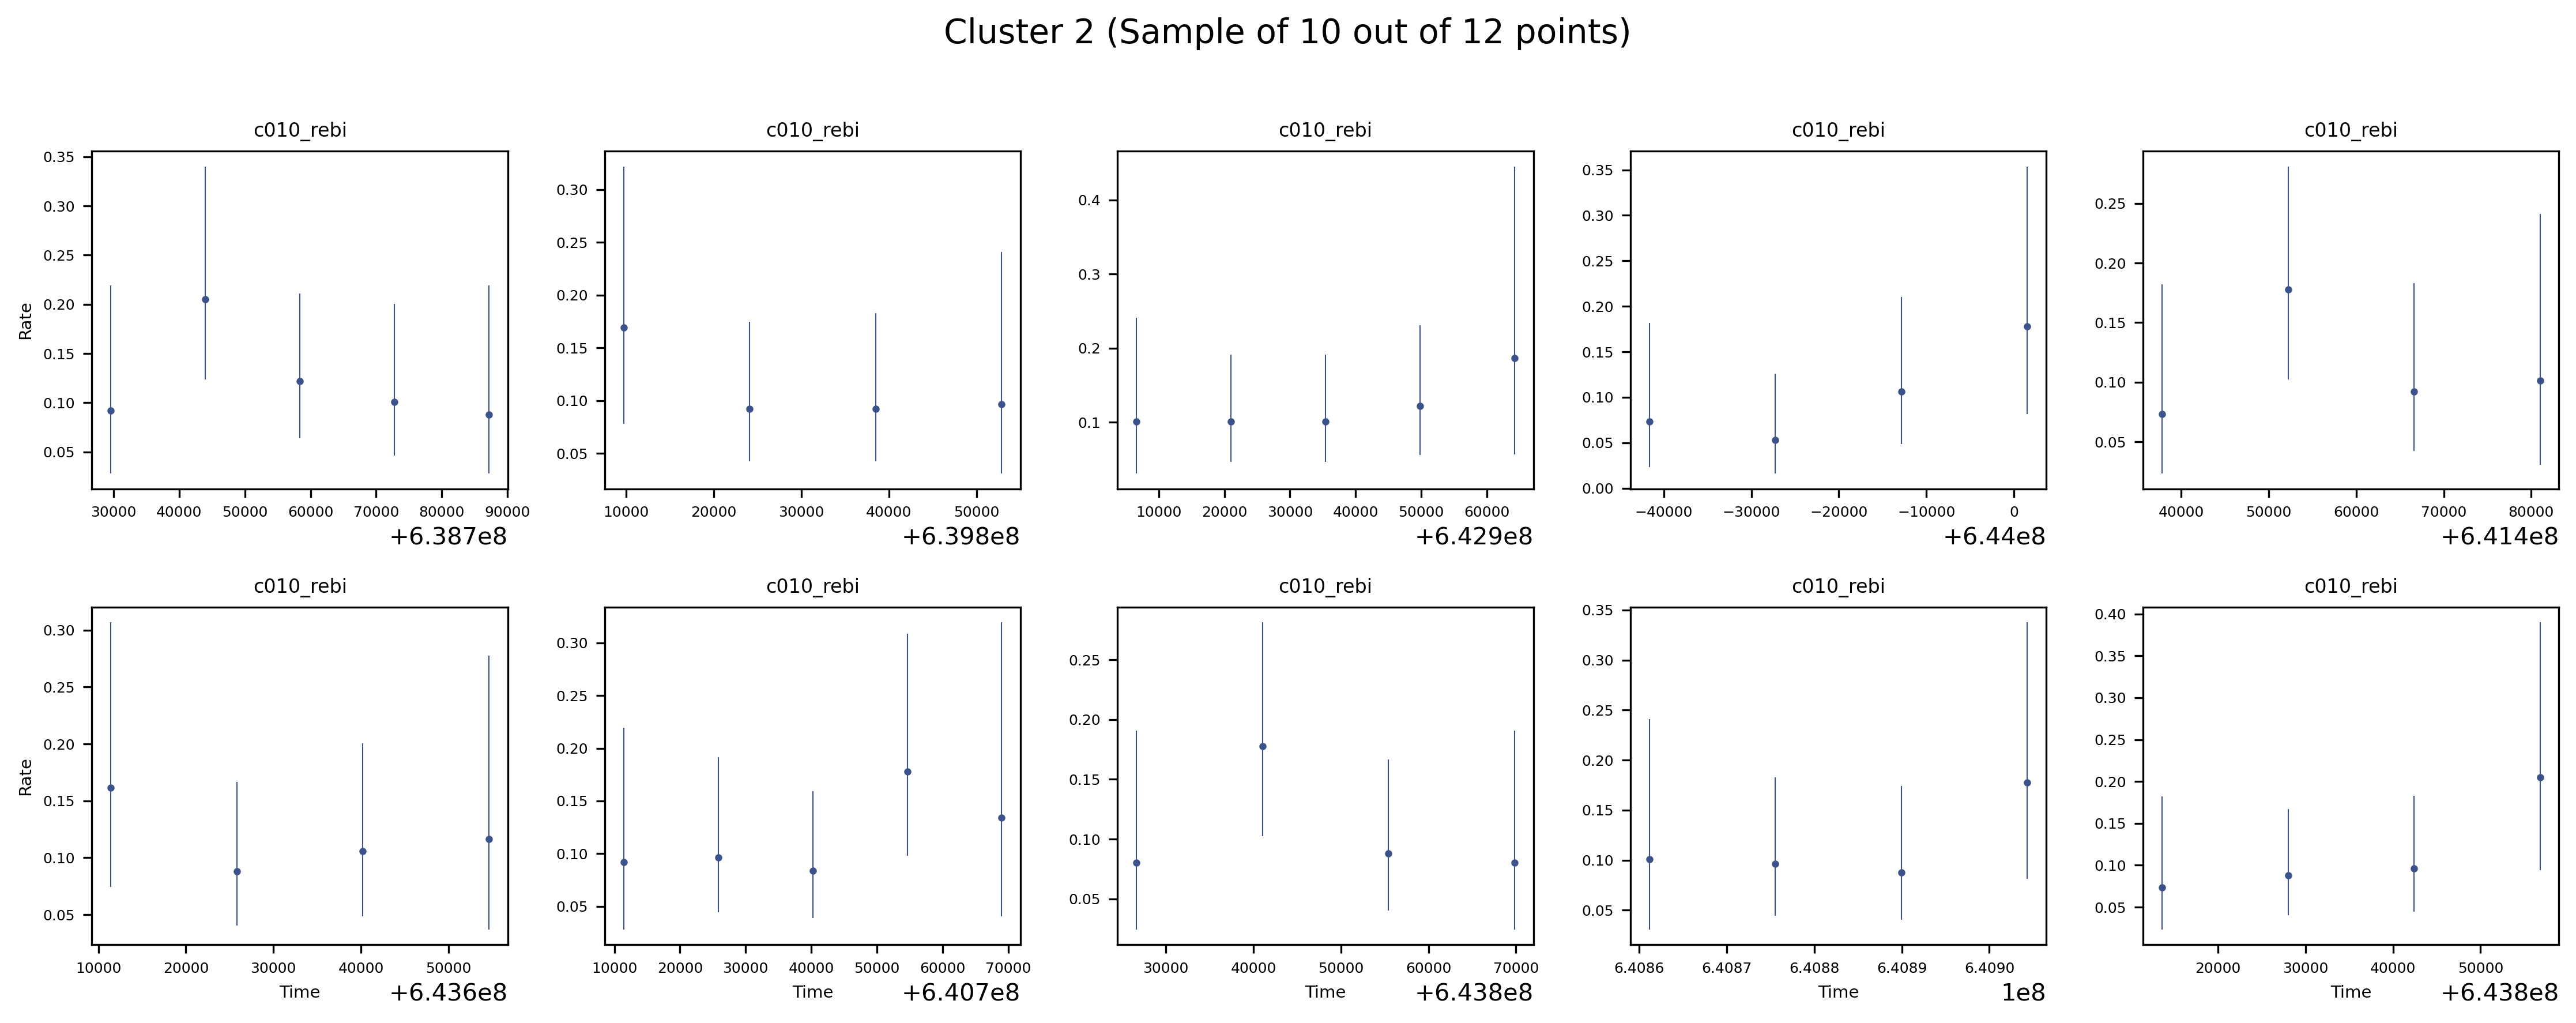 Cluster 2 (Sample of 10 out of 12 points)
c010_rebi c010_rebi c010_rebi c010_rebi c010_rebi
Rate
0.35
0.30
0.25
0.20
0.15
0.10
0.05
30000 40000 50000 60000 70000 80000 90000
+6.387e8
0.30
0.25
0.20
0.15
0.10
0.05
10000 20000 30000 40000 50000
+6.398e8
0.4
0.3
0.2
0.1
10000 20000 30000 40000 50000 60000
+6.429e8
0.35
0.30
0.25
0.20
0.15
0.10
0.05
0.00
−40000 −30000 −20000 −10000 0
+6.44e8
0.25
0.20
0.15
0.10
0.05
40000 50000 60000 70000 80000
+6.414e8
c010_rebi c010_rebi c010_rebi c010_rebi c010_rebi
Rate
0.30
0.25
0.20
0.15
0.10
0.05
10000 20000 30000 40000 50000
Time +6.436e8
0.30
0.25
0.20
0.15
0.10
0.05
10000 20000 30000 40000 50000 60000 70000
Time +6.407e8
0.25
0.20
0.15
0.10
0.05
30000 40000 50000 60000 70000
Time +6.438e8
0.35
0.30
0.25
0.20
0.15
0.10
0.05
6.4086 6.4087 6.4088 6.4089 6.4090
Time 1e8
0.40
0.35
0.30
0.25
0.20
0.15
0.10
0.05
20000 30000 40000 50000
Time +6.438e8